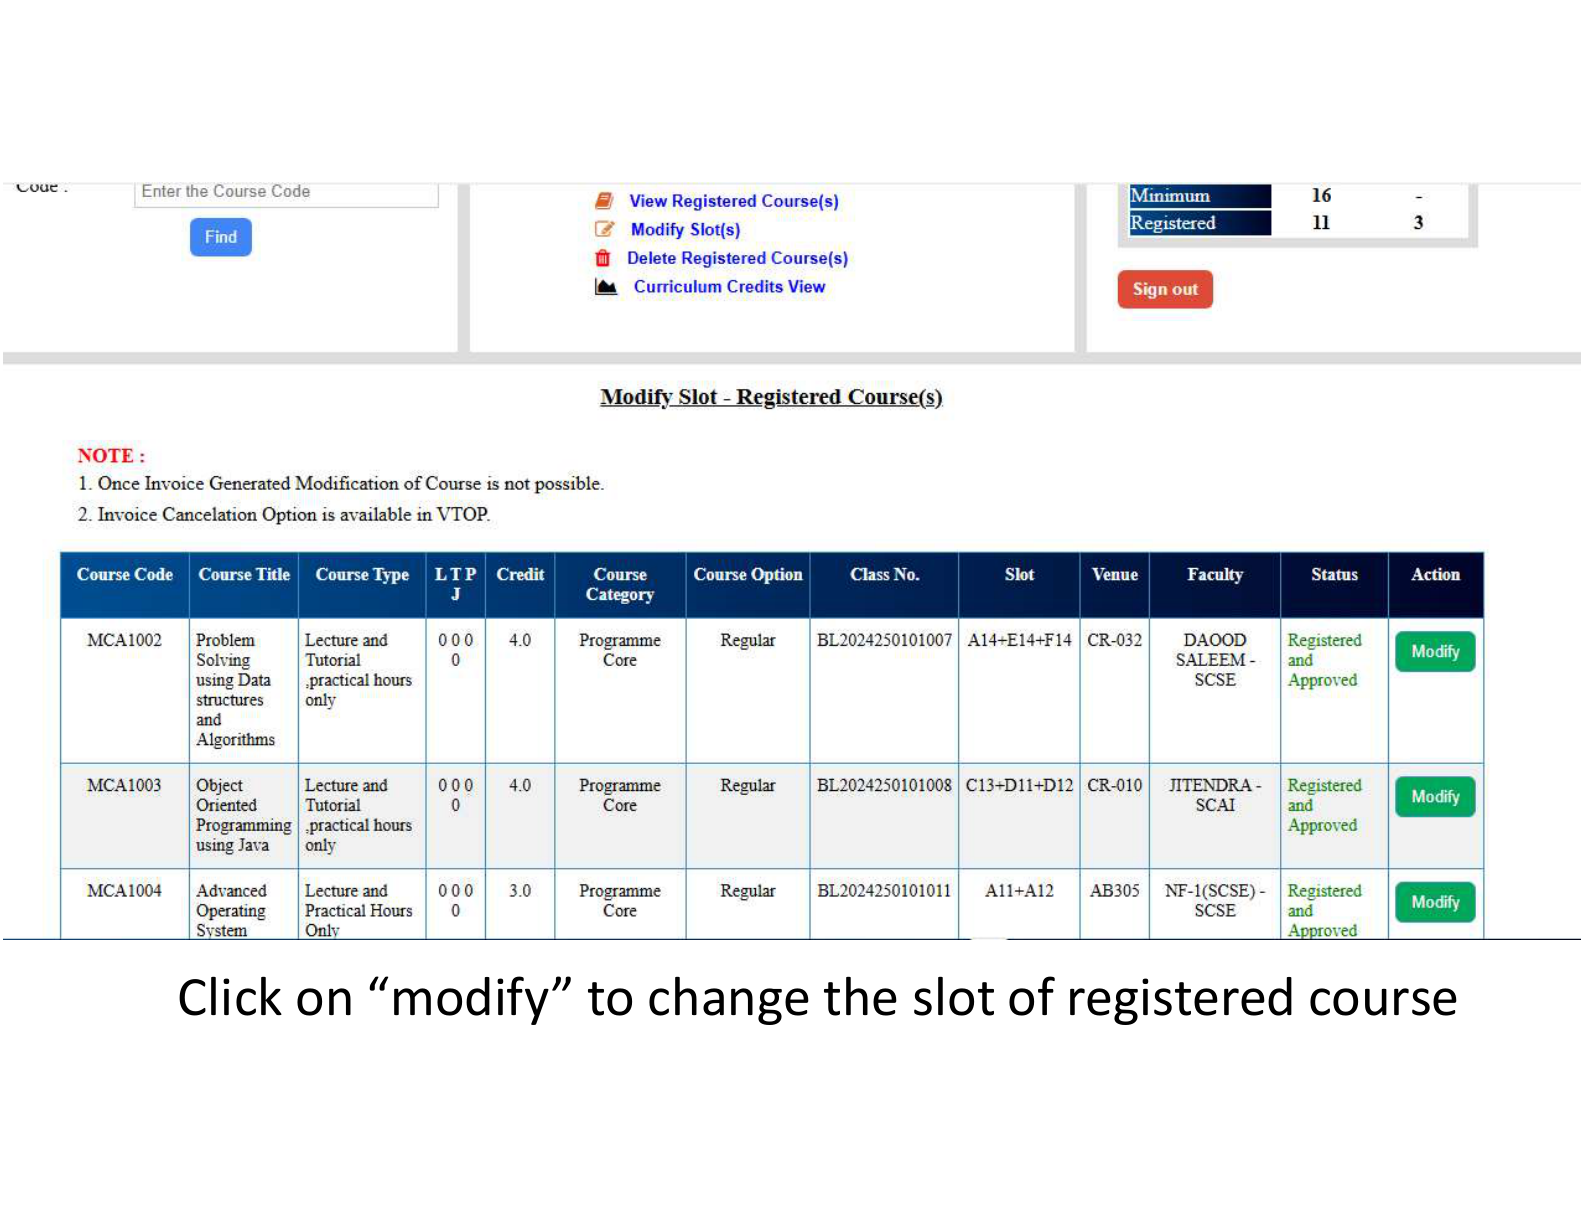 Code :
Enter the Course Code
Find
View Registered Course(s)
Modify Slot(s)
Delete Registered Course(s)
Curriculum Credits View
Minimum 16 -
Registered 11 3
Sign out
Modify Slot - Registered Course(s)
NOTE :
1. Once Invoice Generated Modification of Course is not possible.
2. Invoice Cancelation Option is available in VTOP.
Course Code Course Title Course Type L T P Credit Course Course Option Class No. Slot Venue Faculty Status Action
J Category
MCA1002 Problem Lecture and 0 0 0 4.0 Programme Regular BL2024250101007 A14+E14+F14 CR-032 DAOOD Registered Modify
Solving Tutorial 0 Core SALEEM - and
using Data ,practical hours SCSE Approved
structures only
and
Algorithms
MCA1003 Object Lecture and 0 0 0 4.0 Programme Regular BL2024250101008 C13+D11+D12 CR-010 JITENDRA - Registered Modify
Oriented Tutorial 0 Core SCAI and
Programming ,practical hours Approved
using Java only
MCA1004 Advanced Lecture and 0 0 0 3.0 Programme Regular BL2024250101011 A11+A12 AB305 NF-1(SCSE) - Registered Modify
Operating Practical Hours 0 Core SCSE and
System Only Approved
Click on “modify” to change the slot of registered course